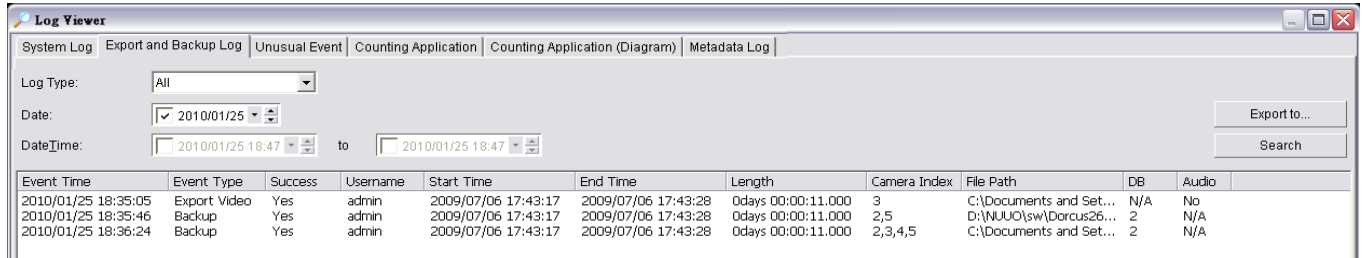 Log Viewer
System Log Export and Backup Log Unusual Event Counting Application Counting Application (Diagram) Metadata Log
Log Type: All
Date: 2010/01/25 Export to...
DateTime: 2010/01/25 18:47 to 2010/01/25 18:47 Search
Event Time Event Type Success Username Start Time End Time Length Camera Index File Path DB Audio
2010/01/25 18:35:05 Export Video Yes admin 2009/07/06 17:43:17 2009/07/06 17:43:28 0days 00:00:11.000 3 C:\Documents and Set... N/A No
2010/01/25 18:35:46 Backup Yes admin 2009/07/06 17:43:17 2009/07/06 17:43:28 0days 00:00:11.000 2,5 D:\NUUO\sw\Dorcus26... 2 N/A
2010/01/25 18:36:24 Backup Yes admin 2009/07/06 17:43:17 2009/07/06 17:43:28 0days 00:00:11.000 2,3,4,5 C:\Documents and Set... 2 N/A